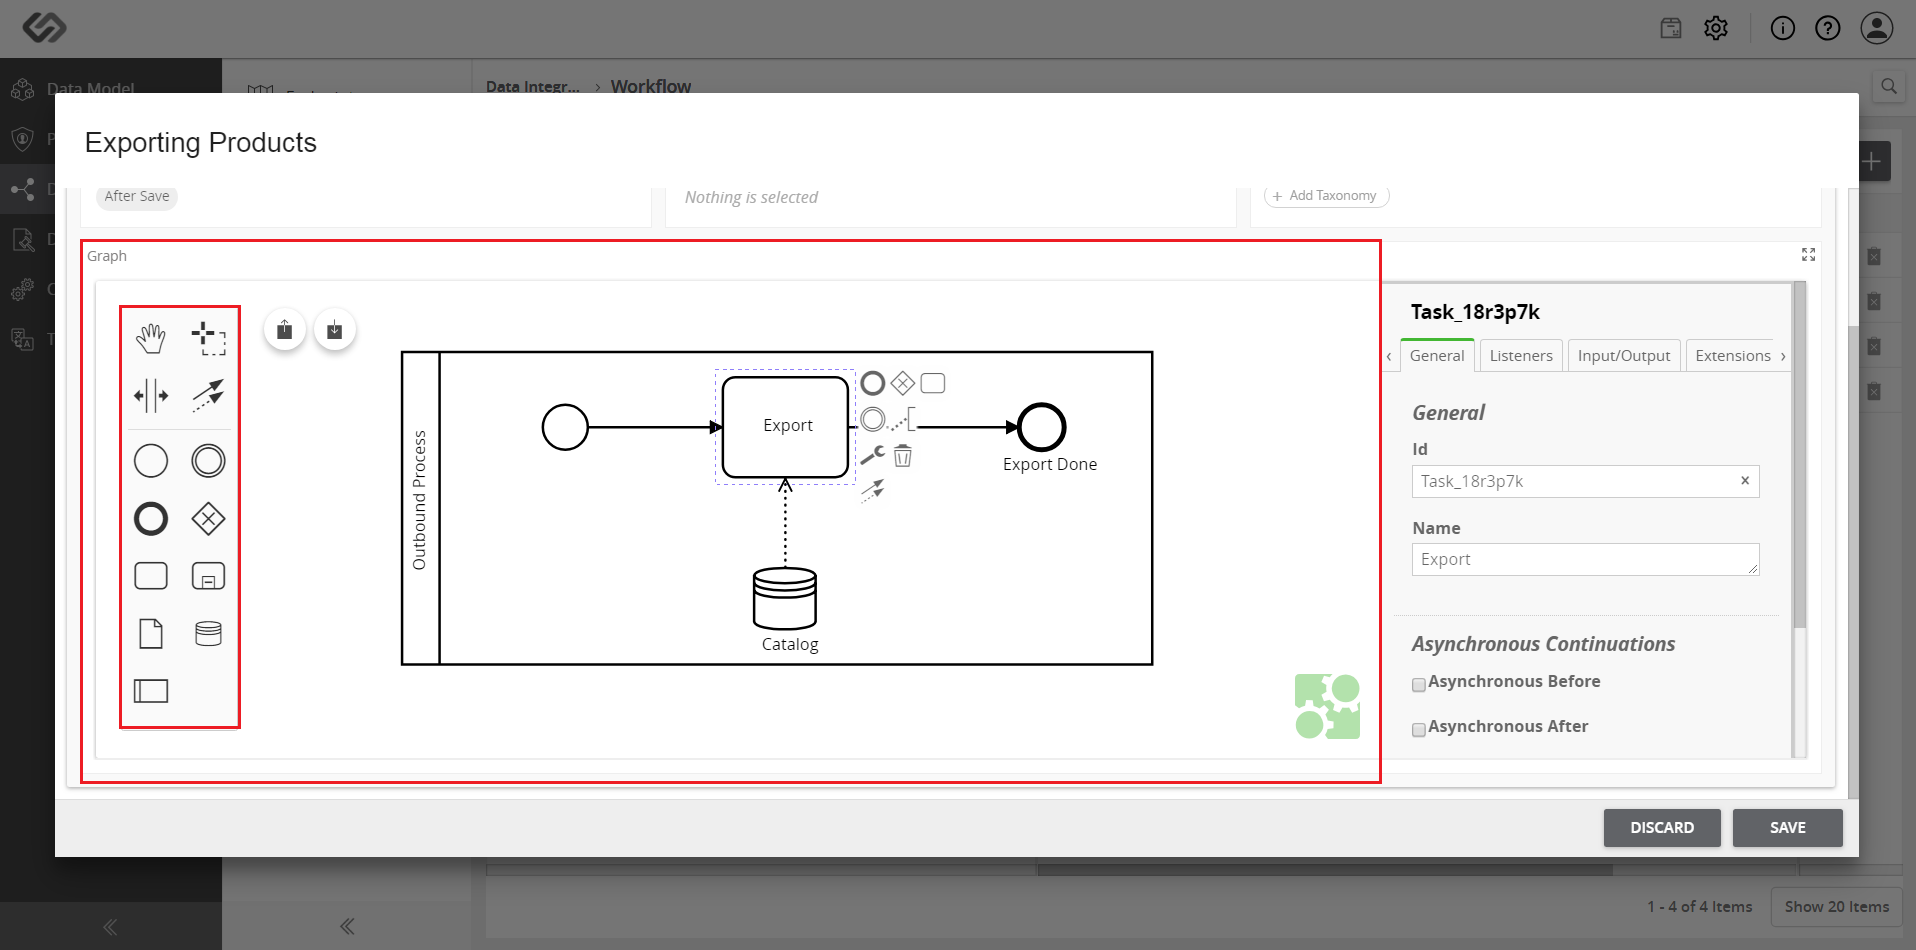 Data Model
Data Integr... › Workflow
Exporting Products
After Save
Nothing is selected
+ Add Taxonomy
Graph
Task_18r3p7k
General
Listeners
Input/Output
Extensions
General
Id
Task_18r3p7k
Name
Export
Asynchronous Continuations
Asynchronous Before
Asynchronous After
Outbound Process
Export
Export Done
Catalog
DISCARD
SAVE
1 - 4 of 4 Items
Show 20 Items